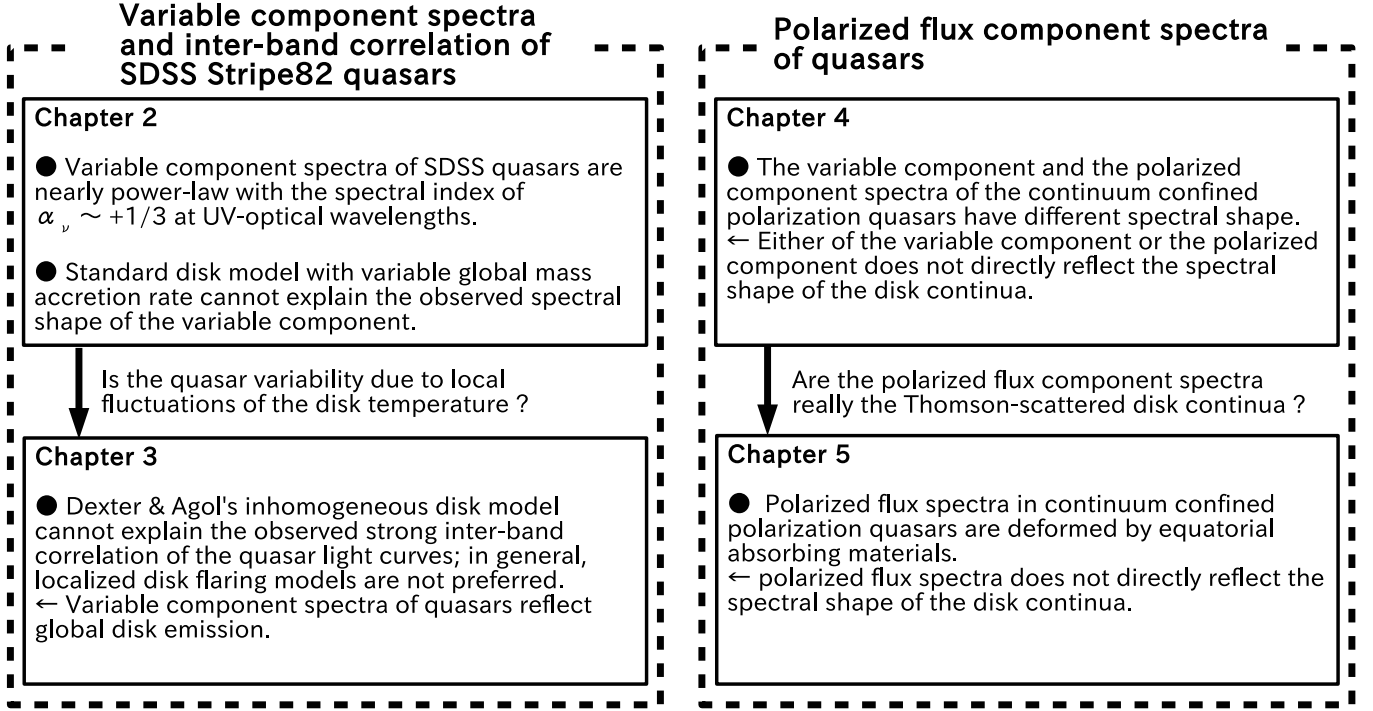 Variable component spectra
and inter-band correlation of
SDSS Stripe82 quasars
Chapter 2
● Variable component spectra of SDSS quasars are
nearly power-law with the spectral index of
α ν ~ +1/3 at UV-optical wavelengths.
● Standard disk model with variable global mass
accretion rate cannot explain the observed spectral
shape of the variable component.
Is the quasar variability due to local
fluctuations of the disk temperature ?
Chapter 3
● Dexter & Agol's inhomogeneous disk model
cannot explain the observed strong inter-band
correlation of the quasar light curves; in general,
localized disk flaring models are not preferred.
← Variable component spectra of quasars reflect
global disk emission.
Polarized flux component spectra
of quasars
Chapter 4
● The variable component and the polarized
component spectra of the continuum confined
polarization quasars have different spectral shape.
← Either of the variable component or the polarized
component does not directly reflect the spectral
shape of the disk continua.
Are the polarized flux component spectra
really the Thomson-scattered disk continua ?
Chapter 5
● Polarized flux spectra in continuum confined
polarization quasars are deformed by equatorial
absorbing materials.
← polarized flux spectra does not directly reflect the
spectral shape of the disk continua.